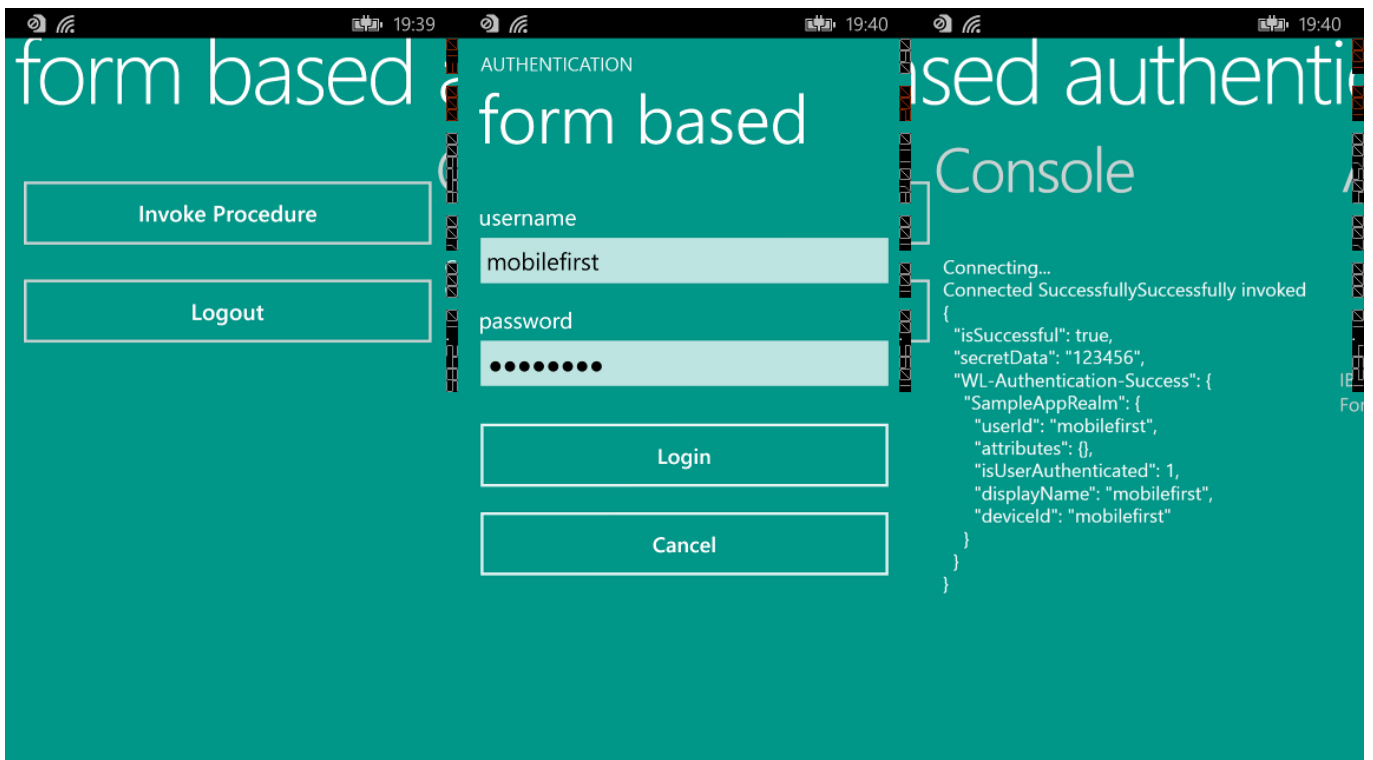 19:39
form based a
Invoke Procedure
Logout
19:40
AUTHENTICATION
form based
username
mobilefirst
password
●●●●●●●●
Login
Cancel
19:40
ased authenti
Console
Connecting...
Connected SuccessfullySuccessfully invoked
{
"isSuccessful": true,
"secretData": "123456",
"WL-Authentication-Success": {
"SampleAppRealm": {
"userId": "mobilefirst",
"attributes": {},
"isUserAuthenticated": 1,
"displayName": "mobilefirst",
"deviceId": "mobilefirst"
}
}
}
For